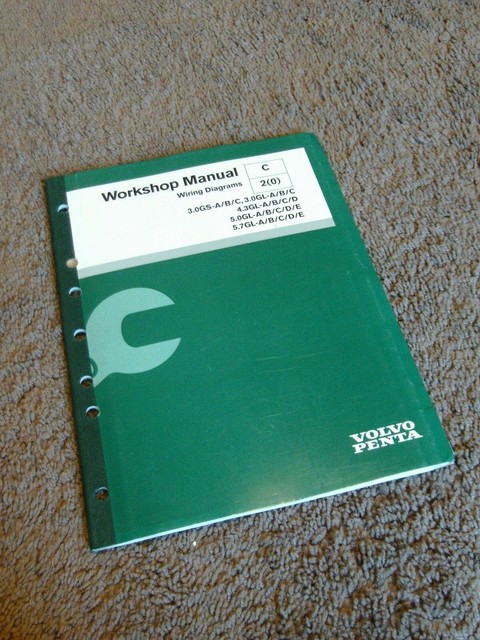 Workshop Manual
Wiring Diagrams
C
2(0)
3.0GS-A/B/C, 3.0GL-A/B/C
4.3GL-A/B/C/D
5.0GL-A/B/C/D/E
5.7GL-A/B/C/D/E
VOLVO
PENTA